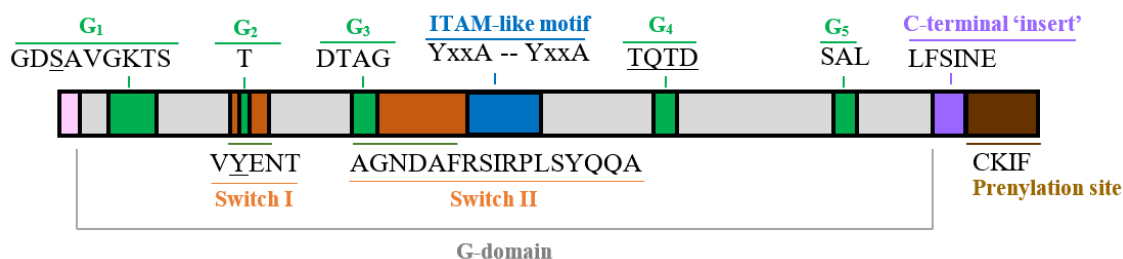 G₁ G₂ G₃ ITAM-like motif G₄ G₅ C-terminal ‘insert’
GDSAVGKTS T DTAG YxxA -- YxxA TQTD SAL LFSINE
VYENT AGNDAFRSIRPLSYQQA CKIF
Switch I Switch II Prenylation site
G-domain